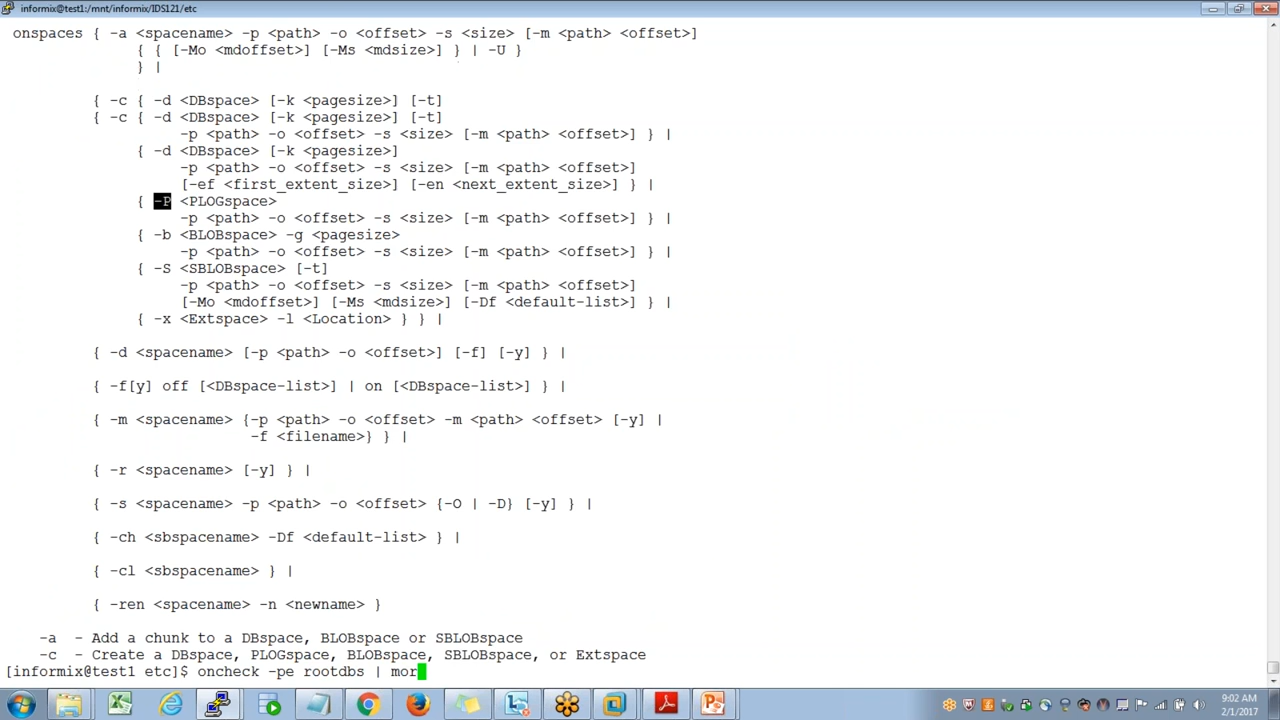 informix@test1:/mnt/informix/IDS121/etc
onspaces { -a <spacename> -p <path> -o <offset> -s <size> [-m <path> <offset>]
{ { [-Mo <mdoffset>] [-Ms <mdsize>] } | -U }
} |
{ -c { -d <DBspace> [-k <pagesize>] [-t]
{ -c { -d <DBspace> [-k <pagesize>] [-t]
-p <path> -o <offset> -s <size> [-m <path> <offset>] } |
{ -d <DBspace> [-k <pagesize>]
-p <path> -o <offset> -s <size> [-m <path> <offset>]
[-ef <first_extent_size>] [-en <next_extent_size>] } |
{ -P <PLOGspace>
-p <path> -o <offset> -s <size> [-m <path> <offset>] } |
{ -b <BLOBspace> -g <pagesize>
-p <path> -o <offset> -s <size> [-m <path> <offset>] } |
{ -S <SBLOBspace> [-t]
-p <path> -o <offset> -s <size> [-m <path> <offset>]
[-Mo <mdoffset>] [-Ms <mdsize>] [-Df <default-list>] } |
{ -x <Extspace> -l <Location> } } |
{ -d <spacename> [-p <path> -o <offset>] [-f] [-y] } |
{ -f[y] off [<DBspace-list>] | on [<DBspace-list>] } |
{ -m <spacename> {-p <path> -o <offset> -m <path> <offset> [-y] |
-f <filename>} } |
{ -r <spacename> [-y] } |
{ -s <spacename> -p <path> -o <offset> {-O | -D} [-y] } |
{ -ch <sbspacename> -Df <default-list> } |
{ -cl <sbspacename> } |
{ -ren <spacename> -n <newname> }
-a - Add a chunk to a DBspace, BLOBspace or SBLOBspace
-c - Create a DBspace, PLOGspace, BLOBspace, SBLOBspace, or Extspace
[informix@test1 etc]$ oncheck -pe rootdbs | mor
9:02 AM
2/1/2017